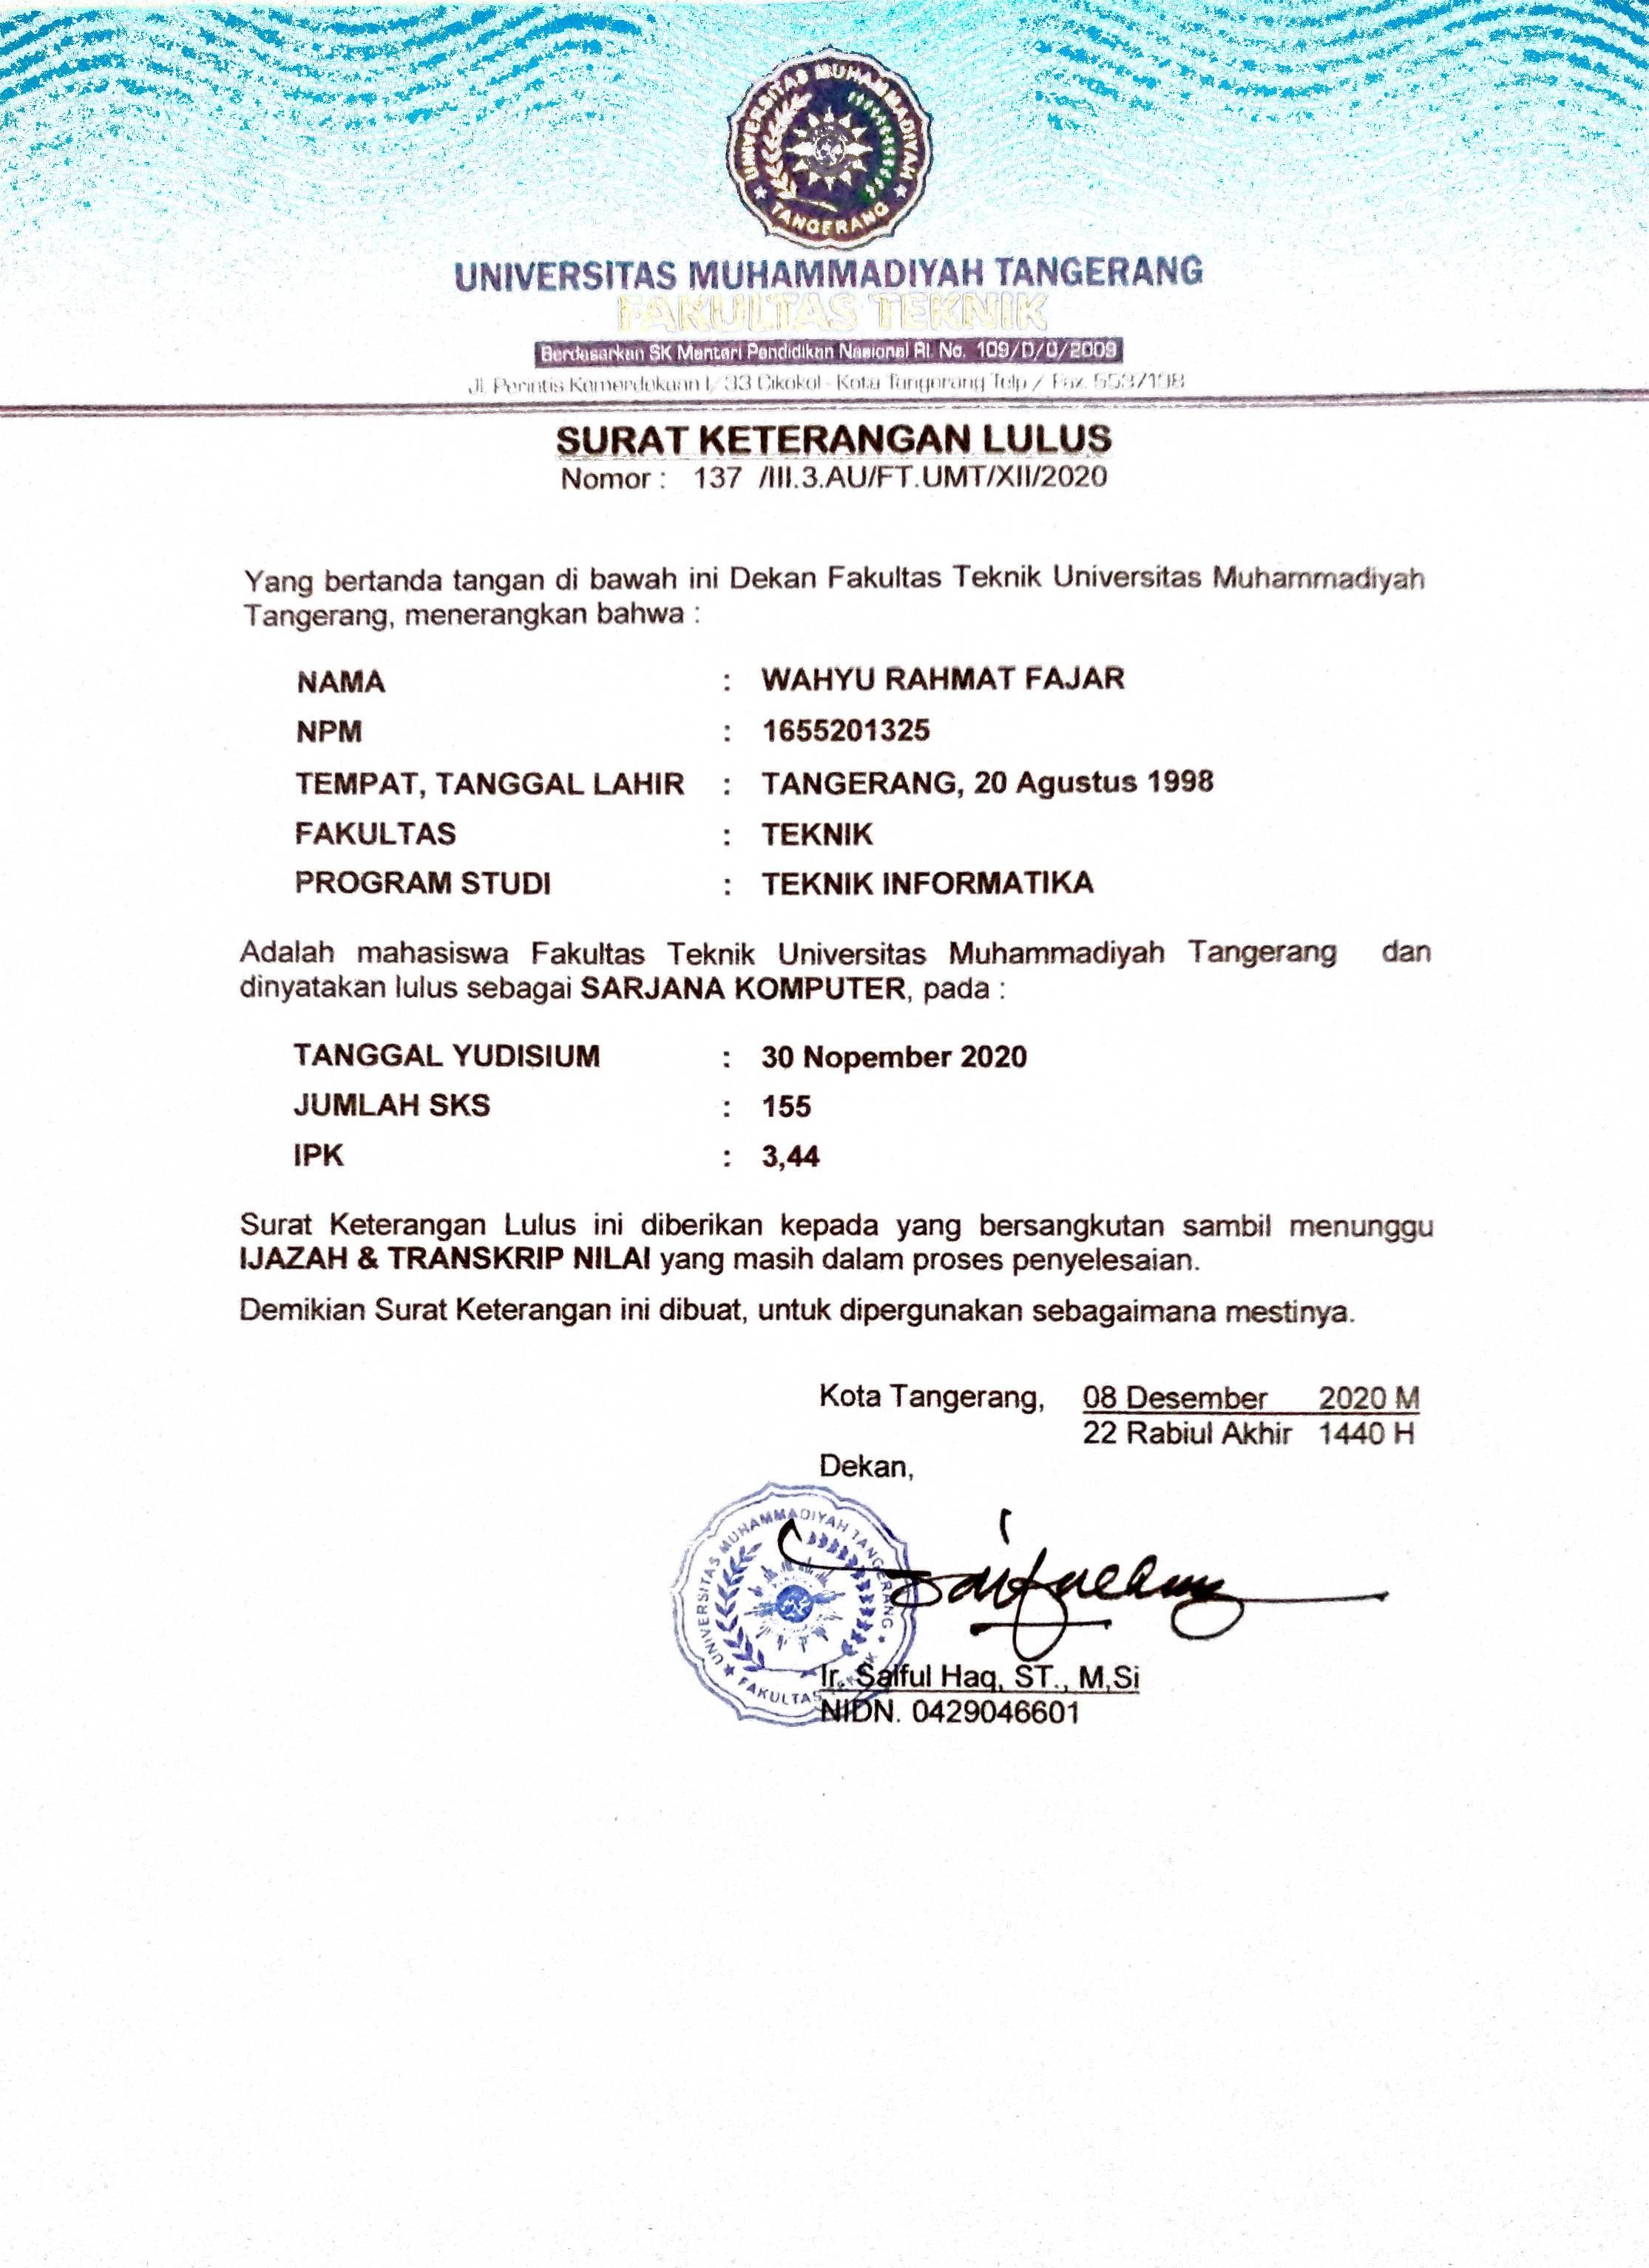 UNIVERSITAS MUHAMMADIYAH
TANGERANG
UNIVERSITAS MUHAMMADIYAH TANGERANG
FAKULTAS TEKNIK
Berdasarkan SK Menteri Pendidikan Nasional RI No. 109/D/O/2009
Jl. Perintis Kemerdekaan I/33 Cikokol - Kota Tangerang Telp / Fax. 5537198
SURAT KETERANGAN LULUS
Nomor : 137 /III.3.AU/FT.UMT/XII/2020
Yang bertanda tangan di bawah ini Dekan Fakultas Teknik Universitas Muhammadiyah
Tangerang, menerangkan bahwa :
NAMA : WAHYU RAHMAT FAJAR
NPM : 1655201325
TEMPAT, TANGGAL LAHIR : TANGERANG, 20 Agustus 1998
FAKULTAS : TEKNIK
PROGRAM STUDI : TEKNIK INFORMATIKA
Adalah mahasiswa Fakultas Teknik Universitas Muhammadiyah Tangerang dan
dinyatakan lulus sebagai SARJANA KOMPUTER, pada :
TANGGAL YUDISIUM : 30 Nopember 2020
JUMLAH SKS : 155
IPK : 3,44
Surat Keterangan Lulus ini diberikan kepada yang bersangkutan sambil menunggu
IJAZAH & TRANSKRIP NILAI yang masih dalam proses penyelesaian.
Demikian Surat Keterangan ini dibuat, untuk dipergunakan sebagaimana mestinya.
Kota Tangerang, 08 Desember 2020 M
22 Rabiul Akhir 1440 H
Dekan,
UNIVERSITAS MUHAMMADIYAH TANGERANG
FAKULTAS TEKNIK
Ir. Saiful Haq, ST., M,Si
NIDN. 0429046601